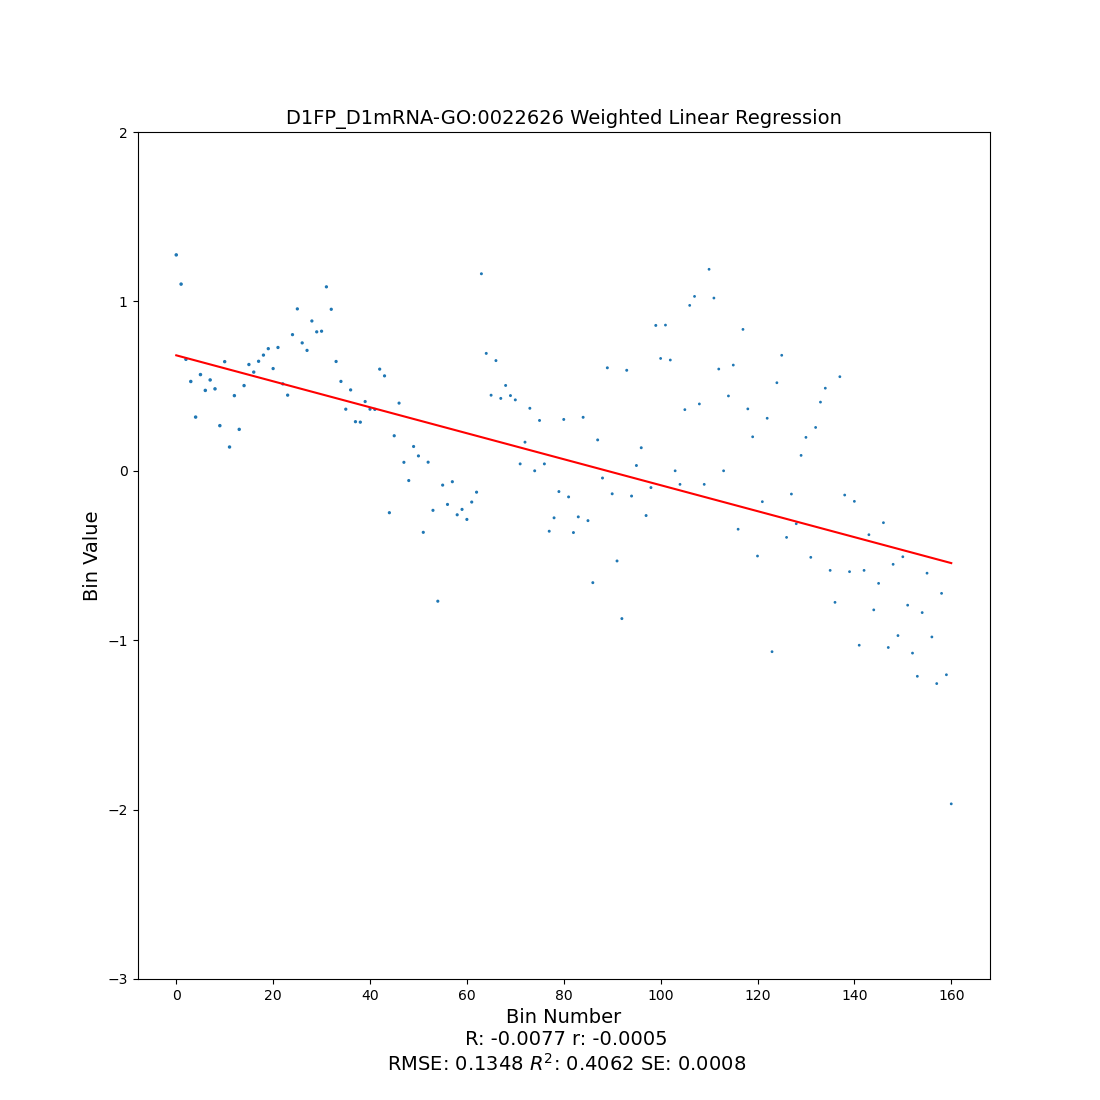 D1FP_D1mRNA-GO:0022626 Weighted Linear Regression
2
1
0
−1
−2
−3
Bin Value
0 20 40 60 80 100 120 140 160
Bin Number
R: -0.0077 r: -0.0005
RMSE: 0.1348 R²: 0.4062 SE: 0.0008